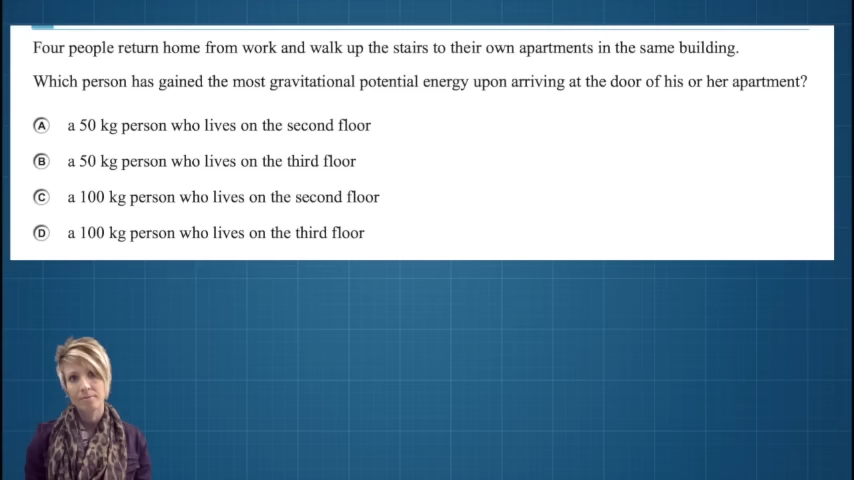 Four people return home from work and walk up the stairs to their own apartments in the same building.
Which person has gained the most gravitational potential energy upon arriving at the door of his or her apartment?
A a 50 kg person who lives on the second floor
B a 50 kg person who lives on the third floor
C a 100 kg person who lives on the second floor
D a 100 kg person who lives on the third floor